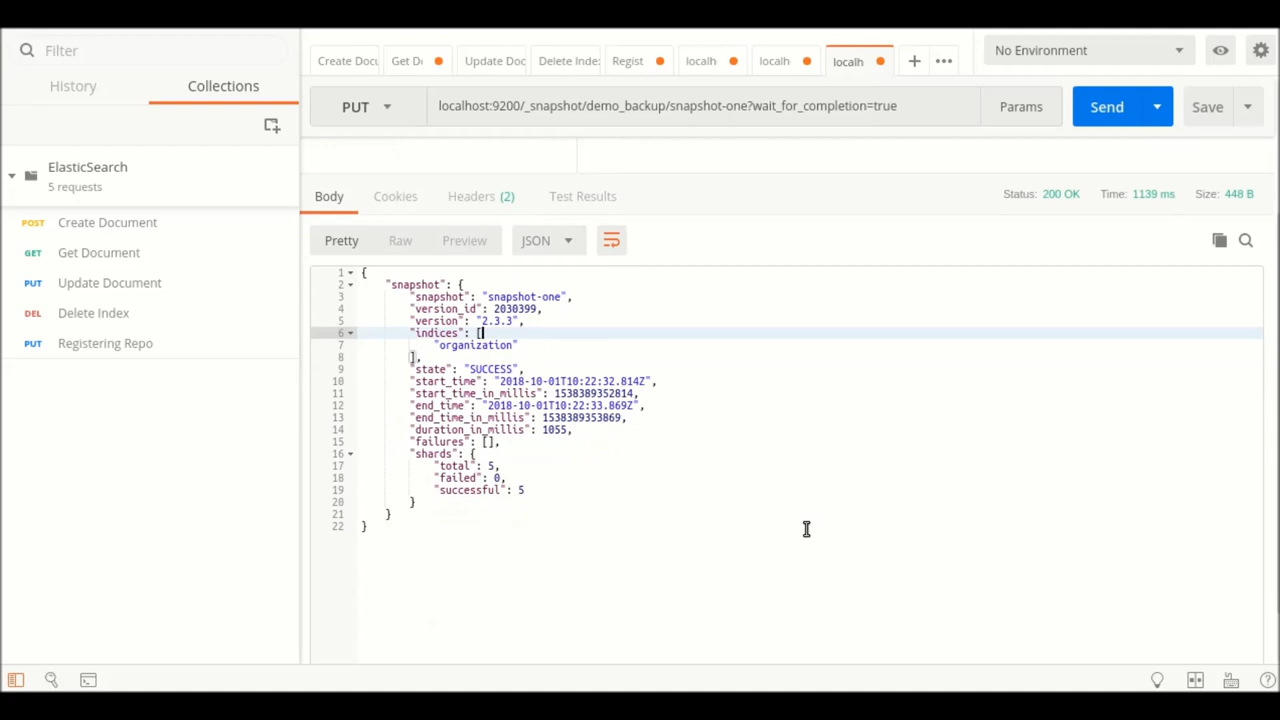 Filter
History
Collections
ElasticSearch
5 requests
POST Create Document
GET Get Document
PUT Update Document
DEL Delete Index
PUT Registering Repo
Create Docu Get D Update Doc Delete Inde Regist localh localh localh + •••
No Environment
PUT localhost:9200/_snapshot/demo_backup/snapshot-one?wait_for_completion=true Params Send Save
Body Cookies Headers (2) Test Results Status: 200 OK Time: 1139 ms Size: 448 B
Pretty Raw Preview JSON
1 {
2 "snapshot": {
3 "snapshot": "snapshot-one",
4 "version_id": 2030399,
5 "version": "2.3.3",
6 "indices": [
7 "organization"
8 ],
9 "state": "SUCCESS",
10 "start_time": "2018-10-01T10:22:32.814Z",
11 "start_time_in_millis": 1538389352814,
12 "end_time": "2018-10-01T10:22:33.869Z",
13 "end_time_in_millis": 1538389353869,
14 "duration_in_millis": 1055,
15 "failures": [],
16 "shards": {
17 "total": 5,
18 "failed": 0,
19 "successful": 5
20 }
21 }
22 }